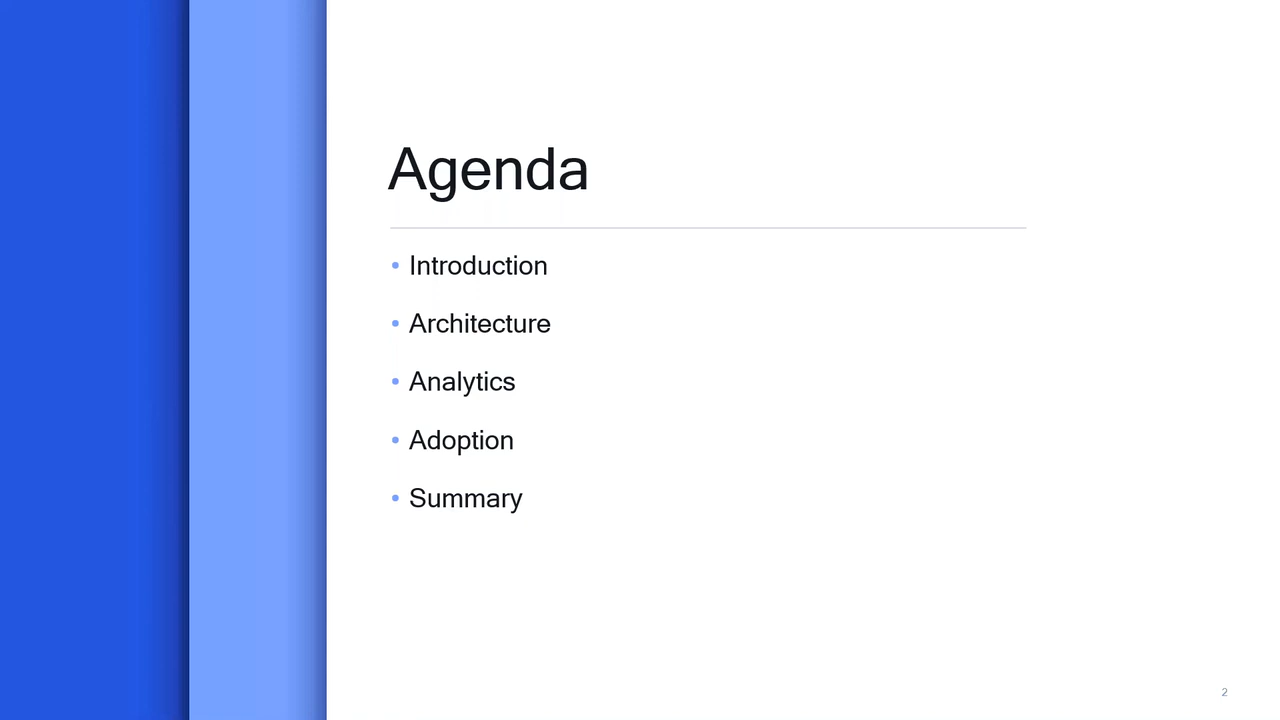 Agenda
• Introduction
• Architecture
• Analytics
• Adoption
• Summary
2